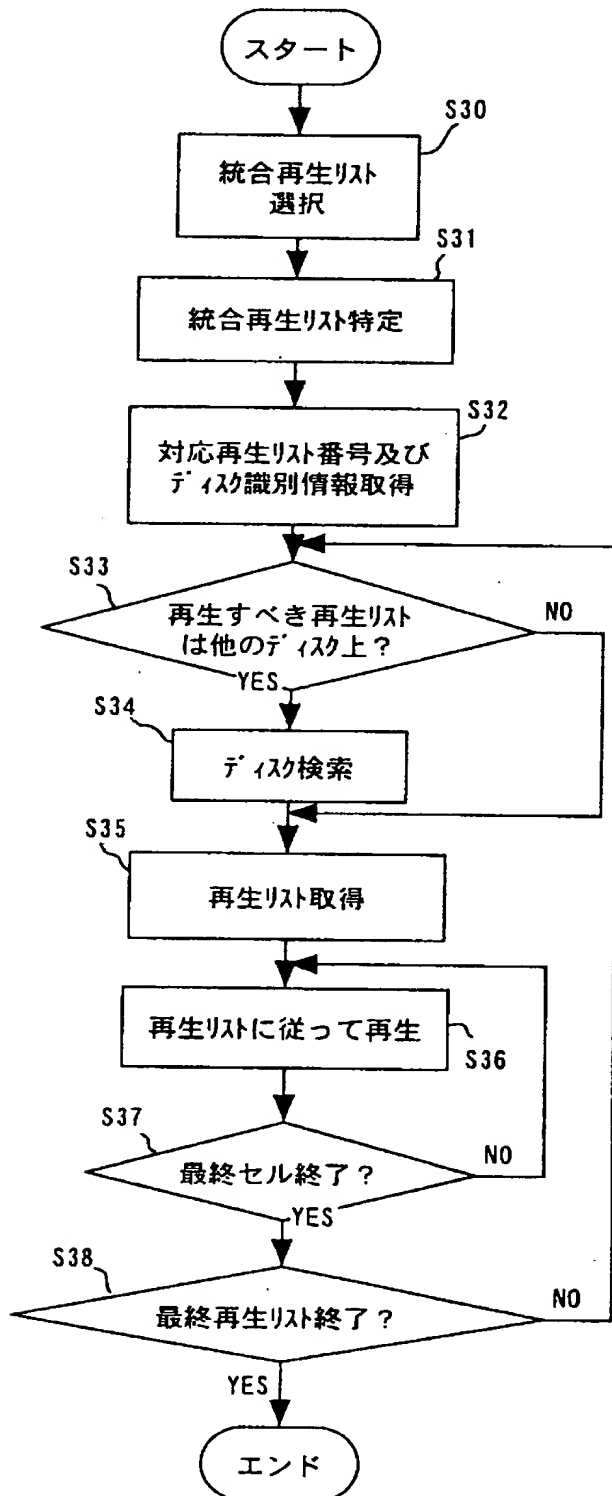 スタート
S30
統合再生リスト
選択
S31
統合再生リスト特定
S32
対応再生リスト番号及び
ディスク識別情報取得
S33
再生すべき再生リスト
は他のディスク上?
NO
YES
S34
ディスク検索
S35
再生リスト取得
再生リストに従って再生
S36
S37
最終セル終了?
NO
YES
S38
最終再生リスト終了?
NO
YES
エンド